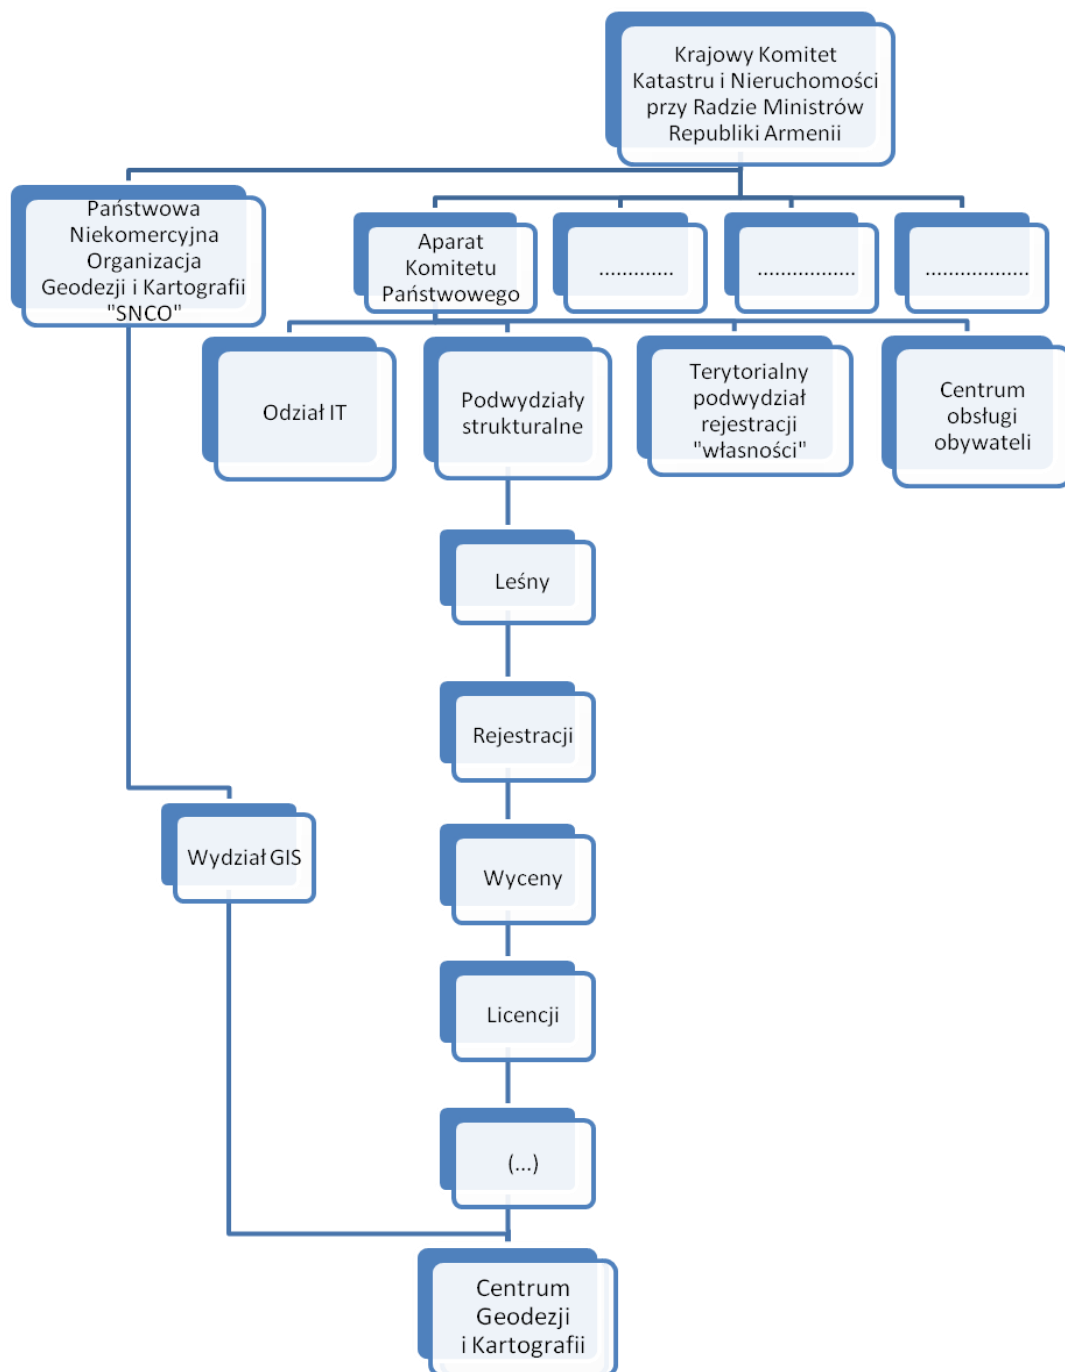 Krajowy Komitet
Katastru i Nieruchomości
przy Radzie Ministrów
Republiki Armenii
Państwowa
Niekomercyjna
Organizacja
Geodezji i Kartografii
"SNCO"
Aparat
Komitetu
Państwowego
.............
.................
..................
Odział IT
Podwydziały
strukturalne
Terytorialny
podwydział
rejestracji
"własności"
Centrum
obsługi
obywateli
Leśny
Rejestracji
Wydział GIS
Wyceny
Licencji
(...)
Centrum
Geodezji
i Kartografii